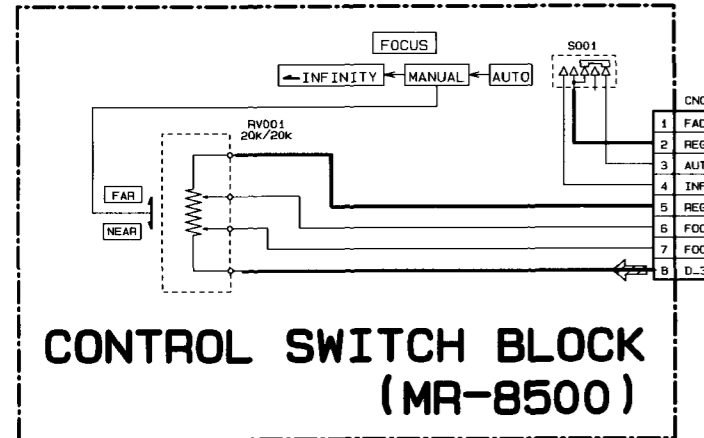 FOCUS
S001
INFINITY MANUAL AUTO
CNO
RV001
20k/20k
1 FAD
2 REG
3 AUT
4 INF
FAR
5 REG
6 FOC
NEAR
7 FOC
8 D_3
CONTROL SWITCH BLOCK
(MR-8500)